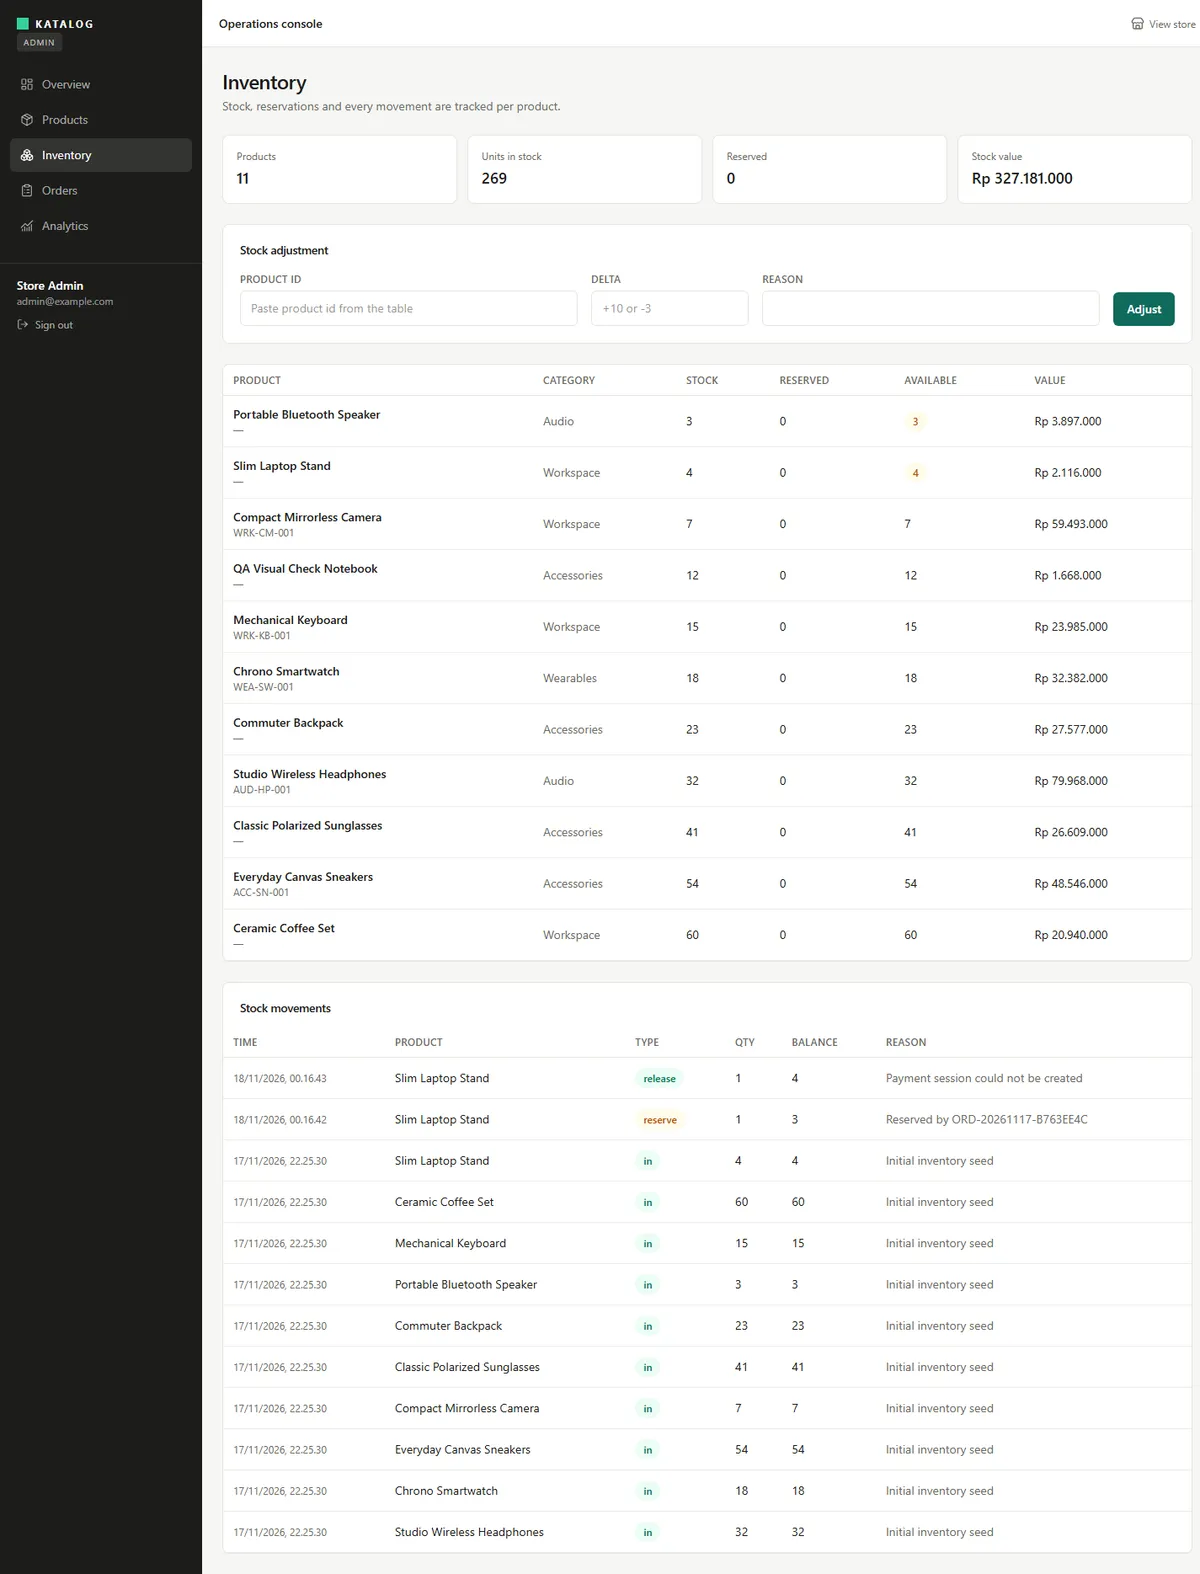 KATALOG
ADMIN
Overview
Products
Inventory
Orders
Analytics
Store Admin
admin@example.com
Sign out
Operations console
View store
Inventory
Stock, reservations and every movement are tracked per product.
Products
11
Units in stock
269
Reserved
0
Stock value
Rp 327.181.000
Stock adjustment
PRODUCT ID DELTA REASON
Paste product id from the table +10 or -3 Adjust
PRODUCT CATEGORY STOCK RESERVED AVAILABLE VALUE
Portable Bluetooth Speaker
— Audio 3 0 3 Rp 3.897.000
Slim Laptop Stand
— Workspace 4 0 4 Rp 2.116.000
Compact Mirrorless Camera
WRK-CM-001 Workspace 7 0 7 Rp 59.493.000
QA Visual Check Notebook
— Accessories 12 0 12 Rp 1.668.000
Mechanical Keyboard
WRK-KB-001 Workspace 15 0 15 Rp 23.985.000
Chrono Smartwatch
WEA-SW-001 Wearables 18 0 18 Rp 32.382.000
Commuter Backpack
— Accessories 23 0 23 Rp 27.577.000
Studio Wireless Headphones
AUD-HP-001 Audio 32 0 32 Rp 79.968.000
Classic Polarized Sunglasses
— Accessories 41 0 41 Rp 26.609.000
Everyday Canvas Sneakers
ACC-SN-001 Accessories 54 0 54 Rp 48.546.000
Ceramic Coffee Set
— Workspace 60 0 60 Rp 20.940.000
Stock movements
TIME PRODUCT TYPE QTY BALANCE REASON
18/11/2026, 00.16.43 Slim Laptop Stand release 1 4 Payment session could not be created
18/11/2026, 00.16.42 Slim Laptop Stand reserve 1 3 Reserved by ORD-20261117-B763EE4C
17/11/2026, 22.25.30 Slim Laptop Stand in 4 4 Initial inventory seed
17/11/2026, 22.25.30 Ceramic Coffee Set in 60 60 Initial inventory seed
17/11/2026, 22.25.30 Mechanical Keyboard in 15 15 Initial inventory seed
17/11/2026, 22.25.30 Portable Bluetooth Speaker in 3 3 Initial inventory seed
17/11/2026, 22.25.30 Commuter Backpack in 23 23 Initial inventory seed
17/11/2026, 22.25.30 Classic Polarized Sunglasses in 41 41 Initial inventory seed
17/11/2026, 22.25.30 Compact Mirrorless Camera in 7 7 Initial inventory seed
17/11/2026, 22.25.30 Everyday Canvas Sneakers in 54 54 Initial inventory seed
17/11/2026, 22.25.30 Chrono Smartwatch in 18 18 Initial inventory seed
17/11/2026, 22.25.30 Studio Wireless Headphones in 32 32 Initial inventory seed